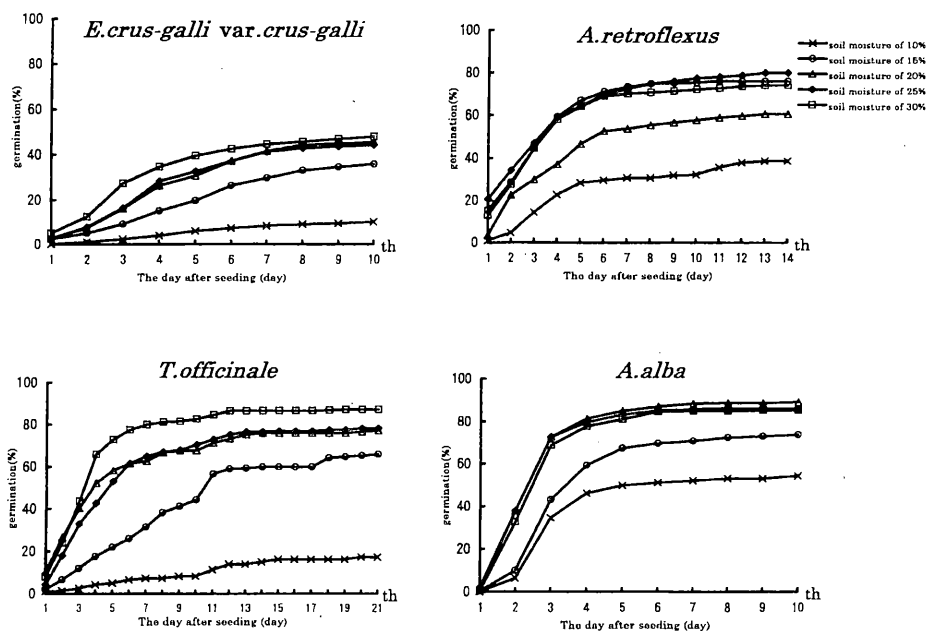 E.crus-galli var.crus-galli
100
80
60
40
20
0
germination(%)
1 2 3 4 5 6 7 8 9 10 th
The day after seeding (day)
A.retroflexus
100
80
60
40
20
0
germination(%)
1 2 3 4 5 6 7 8 9 10 11 12 13 14 th
Tho day after seeding (day)
soil moisture of 10%
soil moisture of 15%
soil moisture of 20%
soil moisture of 25%
soil moisture of 30%
T.officinale
100
80
60
40
20
0
germination(%)
1 3 5 7 9 11 13 15 17 19 21 th
The day after seeding (day)
A.alba
100
80
60
40
20
0
germination(%)
1 2 3 4 5 6 7 8 9 10 th
Tho day after seeding (day)